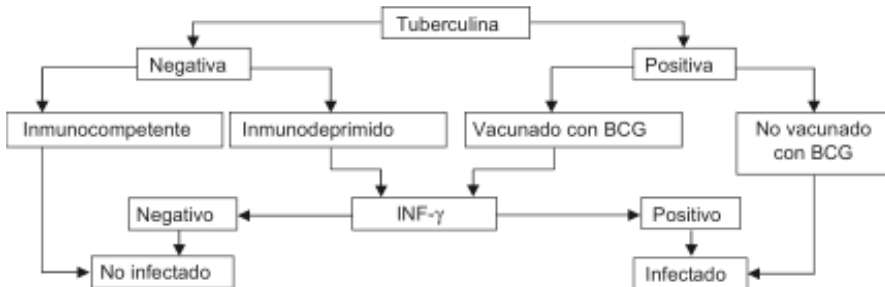 Tuberculina
Negativa
Positiva
Inmunocompetente
Inmunodeprimido
Vacunado con BCG
No vacunado
con BCG
INF-γ
Negativo
Positivo
No infectado
Infectado